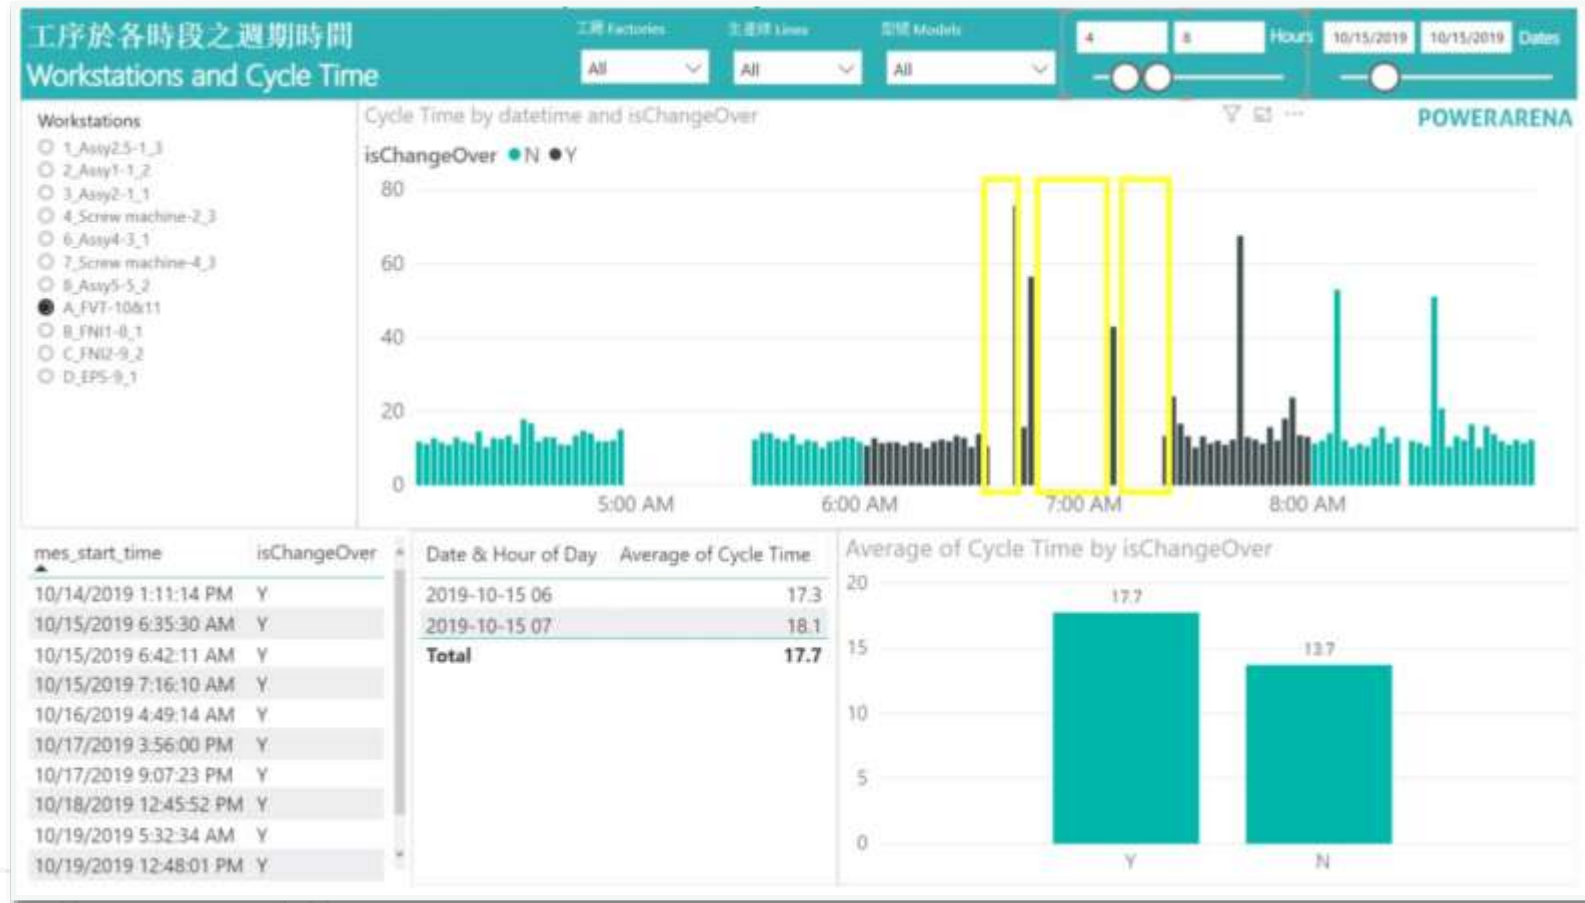 工序於各時段之週期時間
Workstations and Cycle Time
工廠 Factories
All
生產線 Lines
All
型號 Models
All
4
8
Hours
10/15/2019
10/15/2019
Dates
Workstations
1_Assy2.5-1_3
2_Assy1-1_2
3_Assy2-1_1
4_Screw machine-2_3
6_Assy4-3_1
7_Screw machine-4_3
8_Assy5-5_2
A_FVT-10&11
B_FNI1-8_1
C_FNI2-9_2
D_EPS-9_1
Cycle Time by datetime and isChangeOver
POWERARENA
isChangeOver N Y
80
60
40
20
0
5:00 AM 6:00 AM 7:00 AM 8:00 AM
mes_start_time isChangeOver
10/14/2019 1:11:14 PM Y
10/15/2019 6:35:30 AM Y
10/15/2019 6:42:11 AM Y
10/15/2019 7:16:10 AM Y
10/16/2019 4:49:14 AM Y
10/17/2019 3:56:00 PM Y
10/17/2019 9:07:23 PM Y
10/18/2019 12:45:52 PM Y
10/19/2019 5:32:34 AM Y
10/19/2019 12:48:01 PM Y
Date & Hour of Day Average of Cycle Time
2019-10-15 06 17.3
2019-10-15 07 18.1
Total 17.7
Average of Cycle Time by isChangeOver
20
15
10
5
0
17.7
13.7
Y N